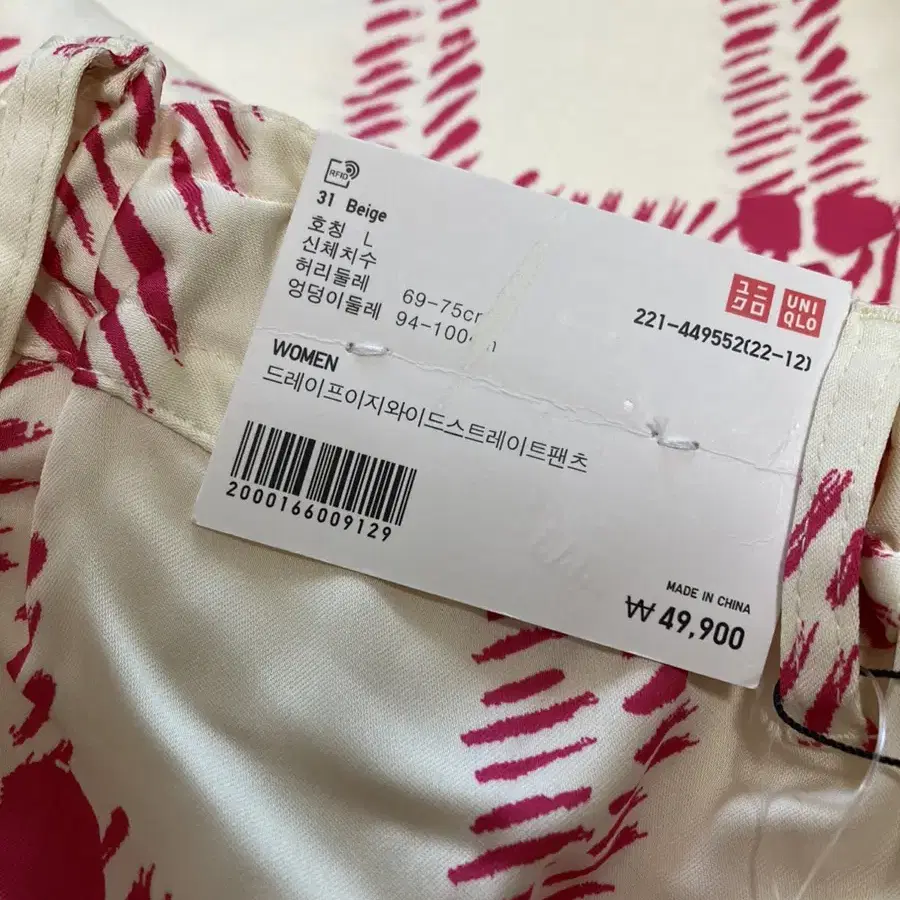 RFID
31 Beige
호칭 L
신체치수
허리둘레 69-75cm
엉덩이둘레 94-100cm
ユニ
クロ
UNI
QLO
221-449552(22-12)
WOMEN
드레이프이지와이드스트레이트팬츠
2000166009129
MADE IN CHINA
₩49,900